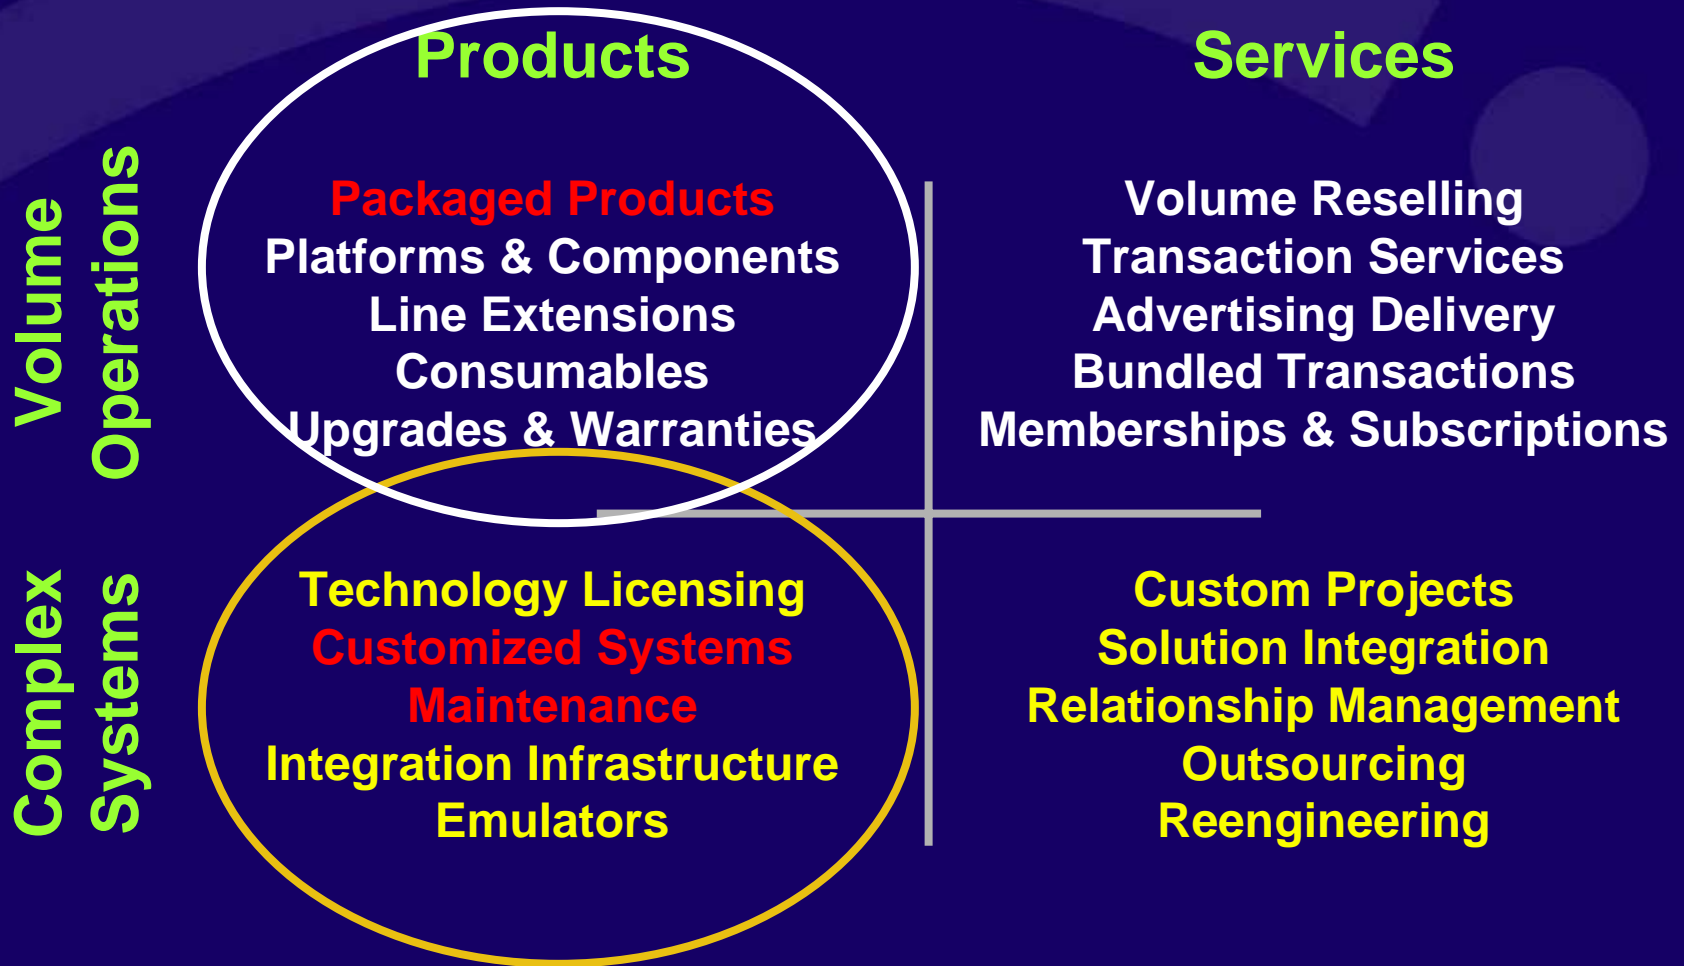 Products
Services
Volume
Operations
Packaged Products
Platforms & Components
Line Extensions
Consumables
Upgrades & Warranties
Volume Reselling
Transaction Services
Advertising Delivery
Bundled Transactions
Memberships & Subscriptions
Complex
Systems
Technology Licensing
Customized Systems
Maintenance
Integration Infrastructure
Emulators
Custom Projects
Solution Integration
Relationship Management
Outsourcing
Reengineering